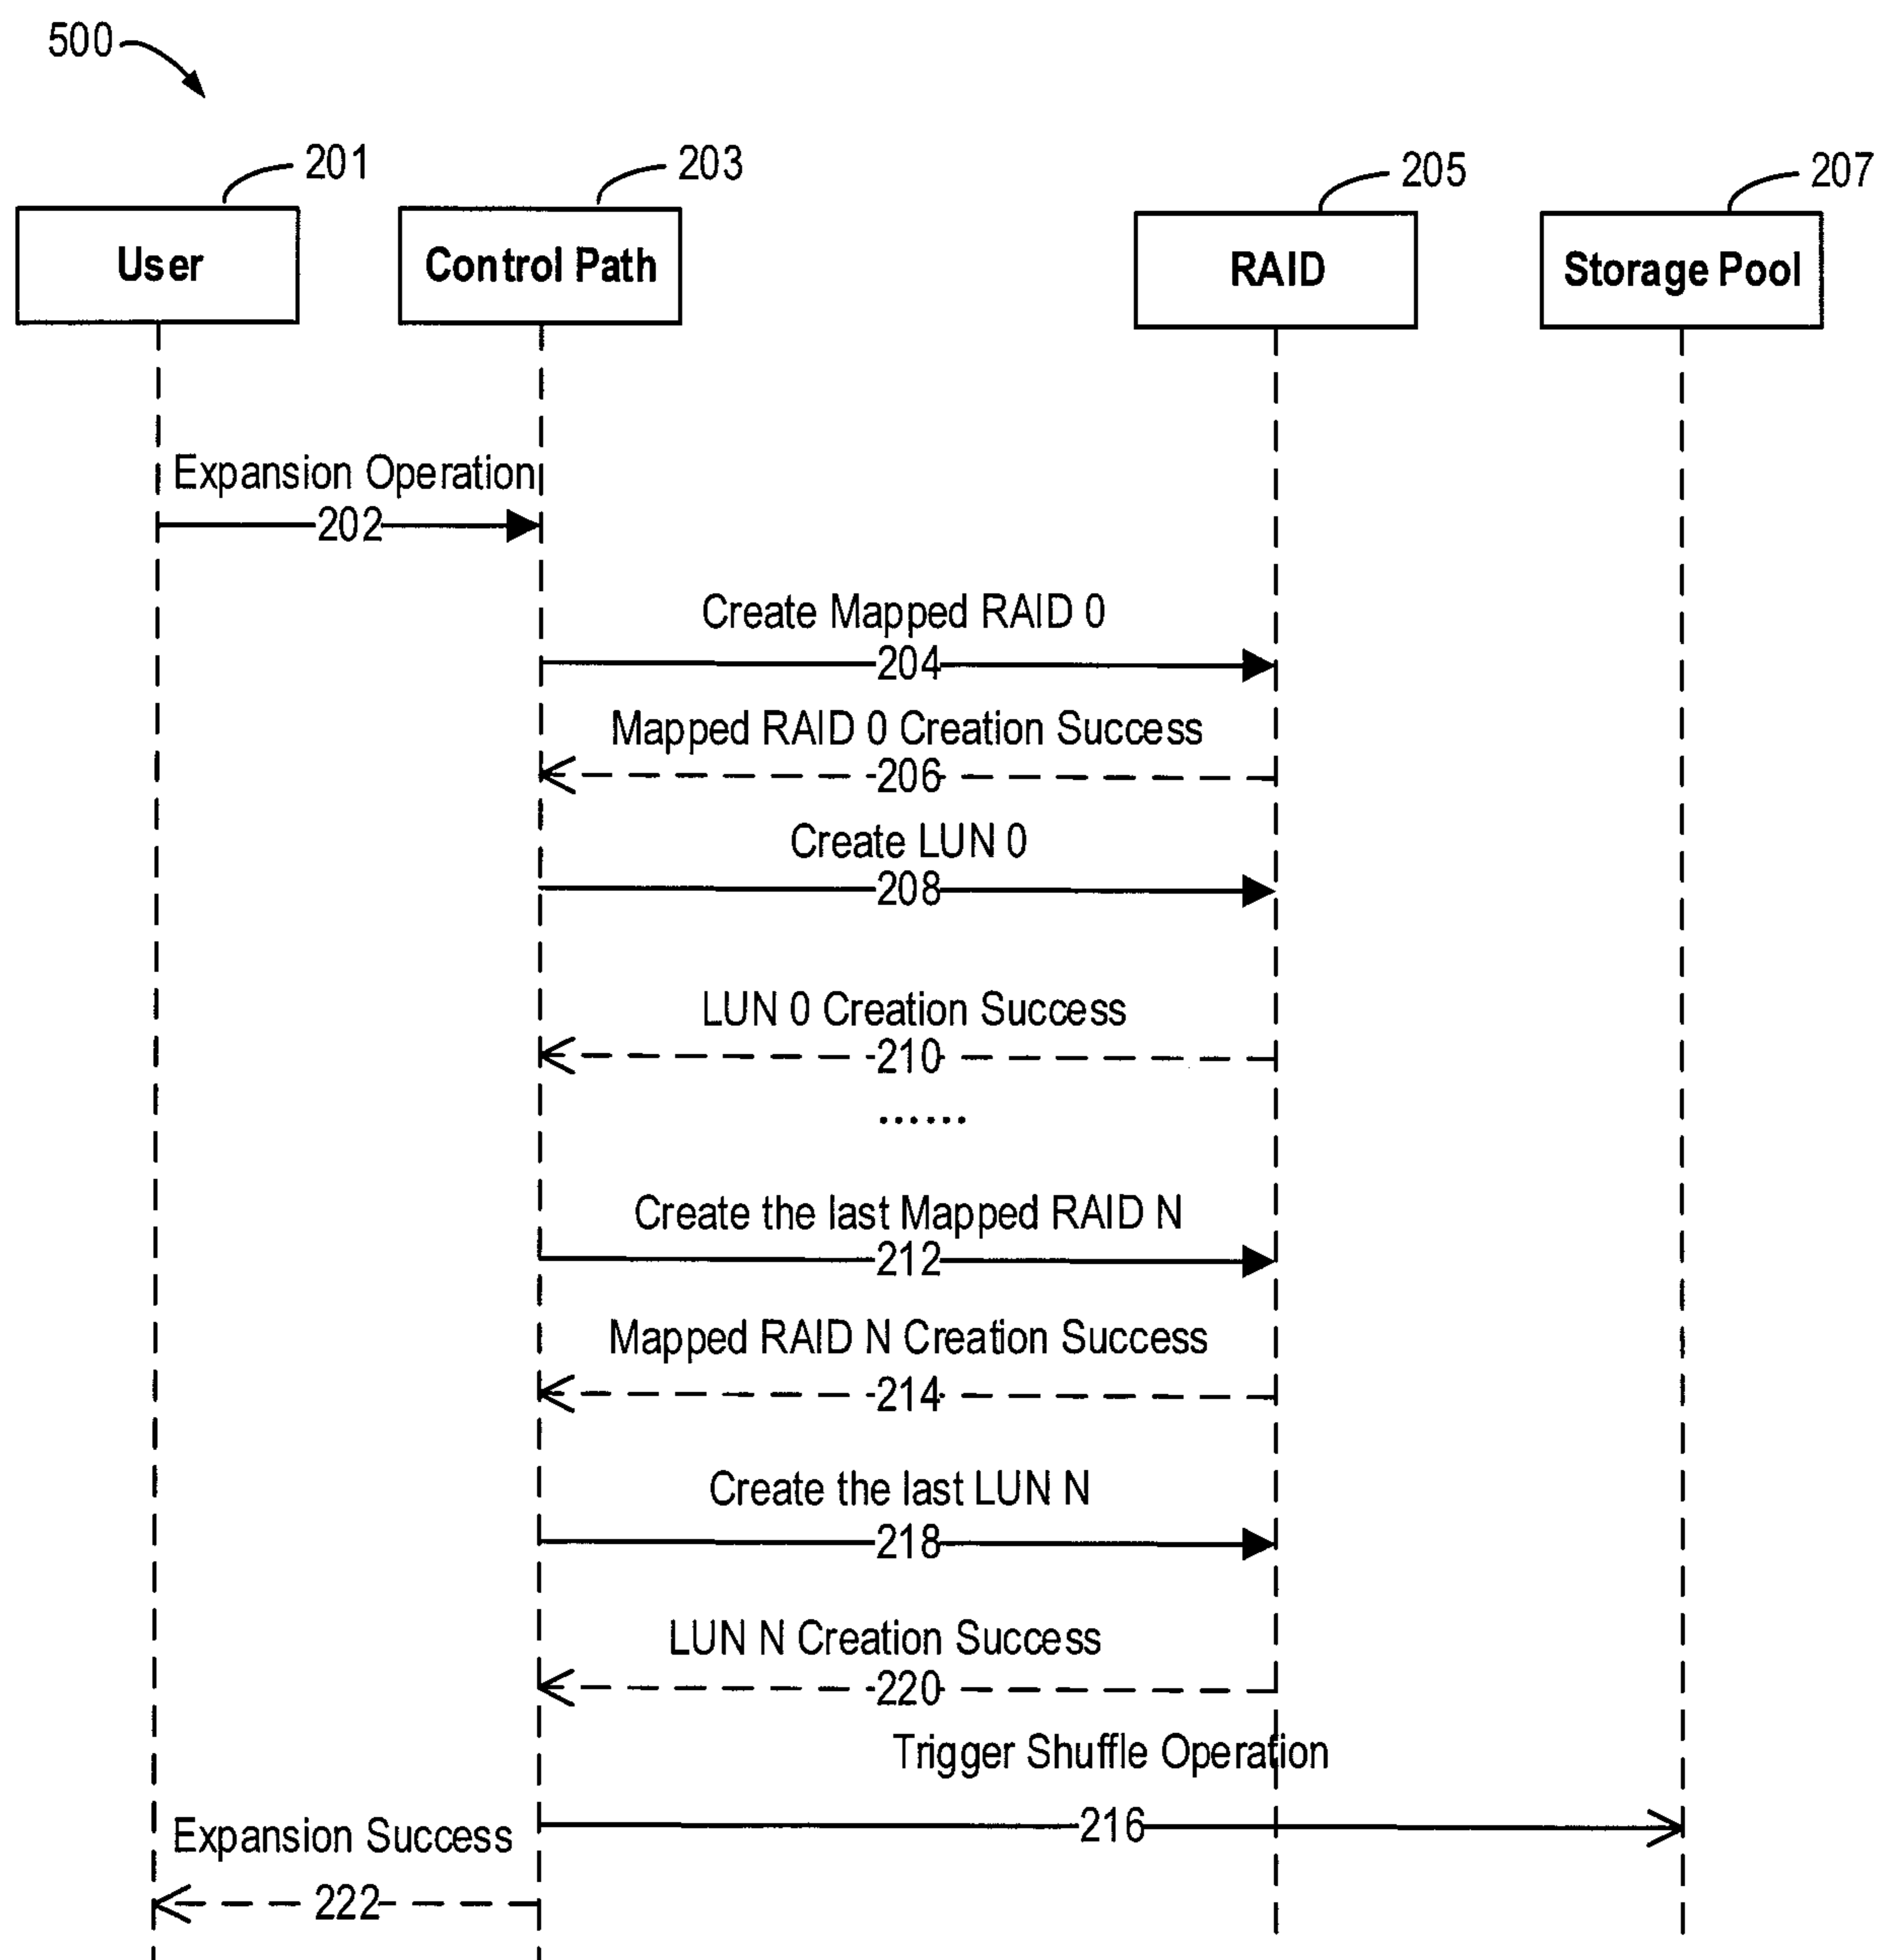 500
201
203
205
207
User
Control Path
RAID
Storage Pool
Expansion Operation
202
Create Mapped RAID 0
204
Mapped RAID 0 Creation Success
206
Create LUN 0
208
LUN 0 Creation Success
210
......
Create the last Mapped RAID N
212
Mapped RAID N Creation Success
214
Create the last LUN N
218
LUN N Creation Success
220
Trigger Shuffle Operation
216
Expansion Success
222